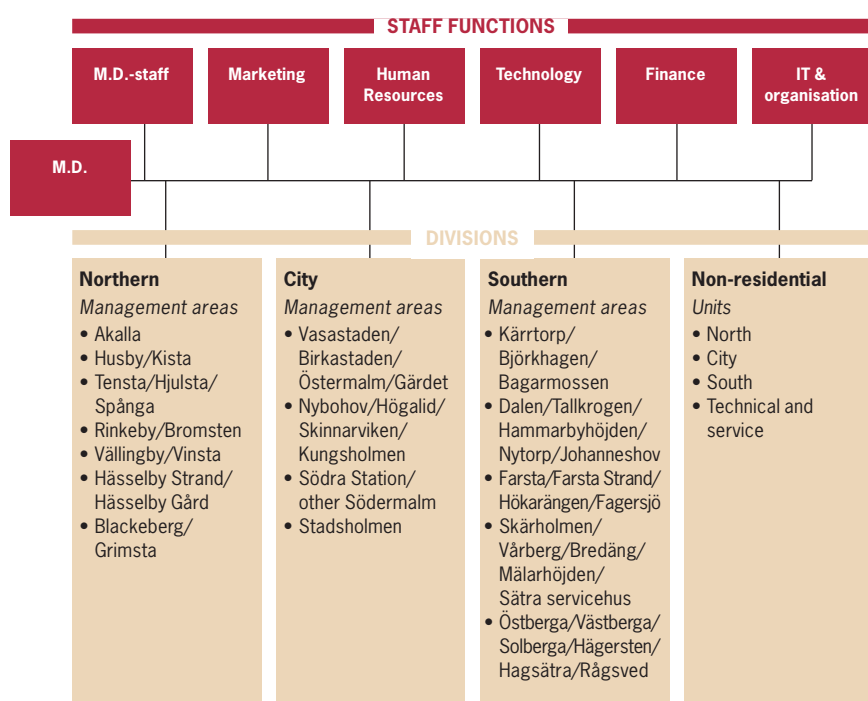 STAFF FUNCTIONS
M.D.-staff
Marketing
Human
Resources
Technology
Finance
IT &
organisation
M.D.
DIVISIONS
Northern
Management areas
• Akalla
• Husby/Kista
• Tensta/Hjulsta/
Spånga
• Rinkeby/Bromsten
• Vällingby/Vinsta
• Hässelby Strand/
Hässelby Gård
• Blackeberg/
Grimsta
City
Management areas
• Vasastaden/
Birkastaden/
Östermalm/Gärdet
• Nybohov/Högalid/
Skinnarviken/
Kungsholmen
• Södra Station/
other Södermalm
• Stadsholmen
Southern
Management areas
• Kärrtorp/
Björkhagen/
Bagarmossen
• Dalen/Tallkrogen/
Hammarbyhöjden/
Nytorp/Johanneshov
• Farsta/Farsta Strand/
Hökarängen/Fagersjö
• Skärholmen/
Vårberg/Bredäng/
Mälarhöjden/
Sätra servicehus
• Östberga/Västberga/
Solberga/Hägersten/
Hagsätra/Rågsved
Non-residential
Units
• North
• City
• South
• Technical and
service